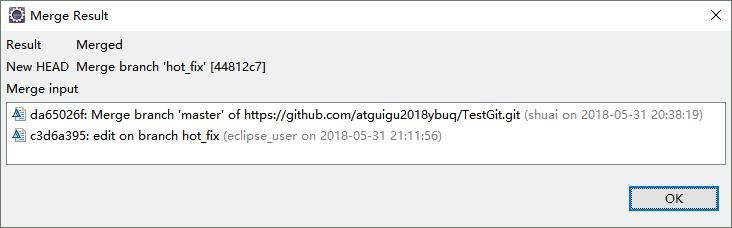 Merge Result
Result Merged
New HEAD Merge branch 'hot_fix' [44812c7]
Merge input
da65026f: Merge branch 'master' of https://github.com/atguigu2018ybuq/TestGit.git (shuai on 2018-05-31 20:38:19)
c3d6a395: edit on branch hot_fix (eclipse_user on 2018-05-31 21:11:56)
OK